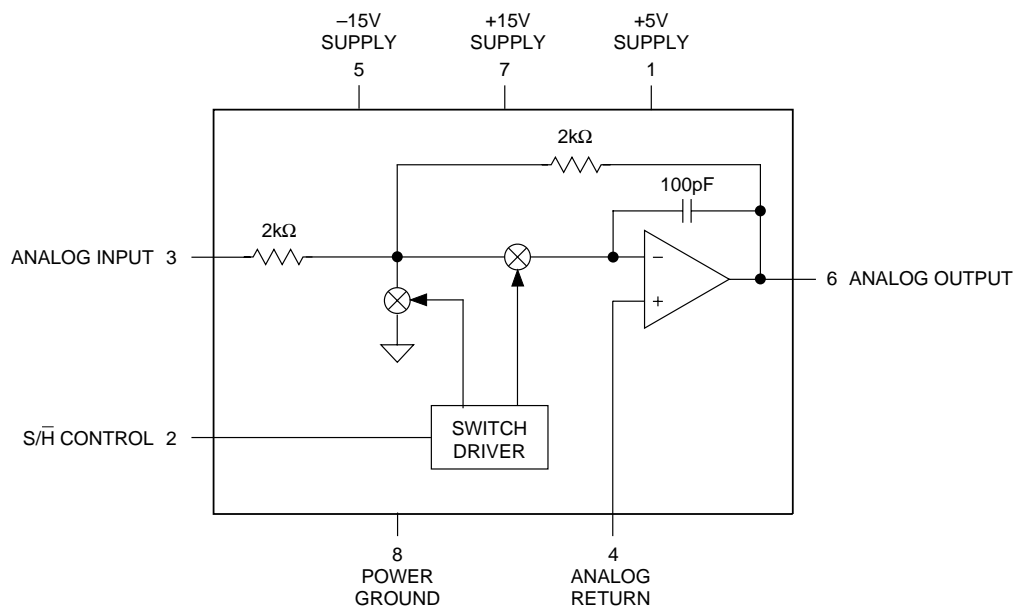 –15V
SUPPLY
5
+15V
SUPPLY
7
+5V
SUPPLY
1
2kΩ
100pF
2kΩ
ANALOG INPUT 3
–
+
6 ANALOG OUTPUT
S/H̅ CONTROL 2
SWITCH
DRIVER
8
POWER
GROUND
4
ANALOG
RETURN